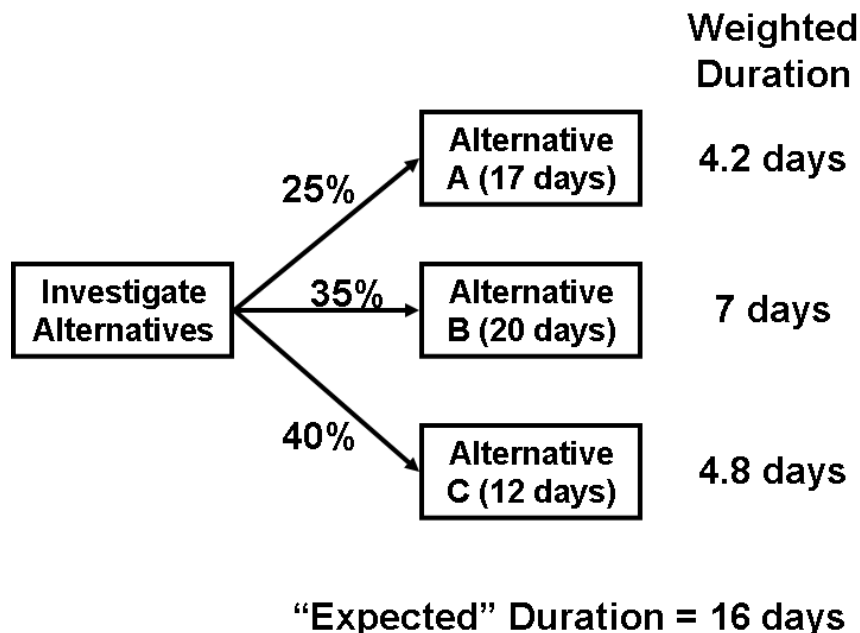 Weighted
Duration
Alternative
A (17 days)
4.2 days
25%
Investigate
Alternatives
35%
Alternative
B (20 days)
7 days
40%
Alternative
C (12 days)
4.8 days
“Expected” Duration = 16 days